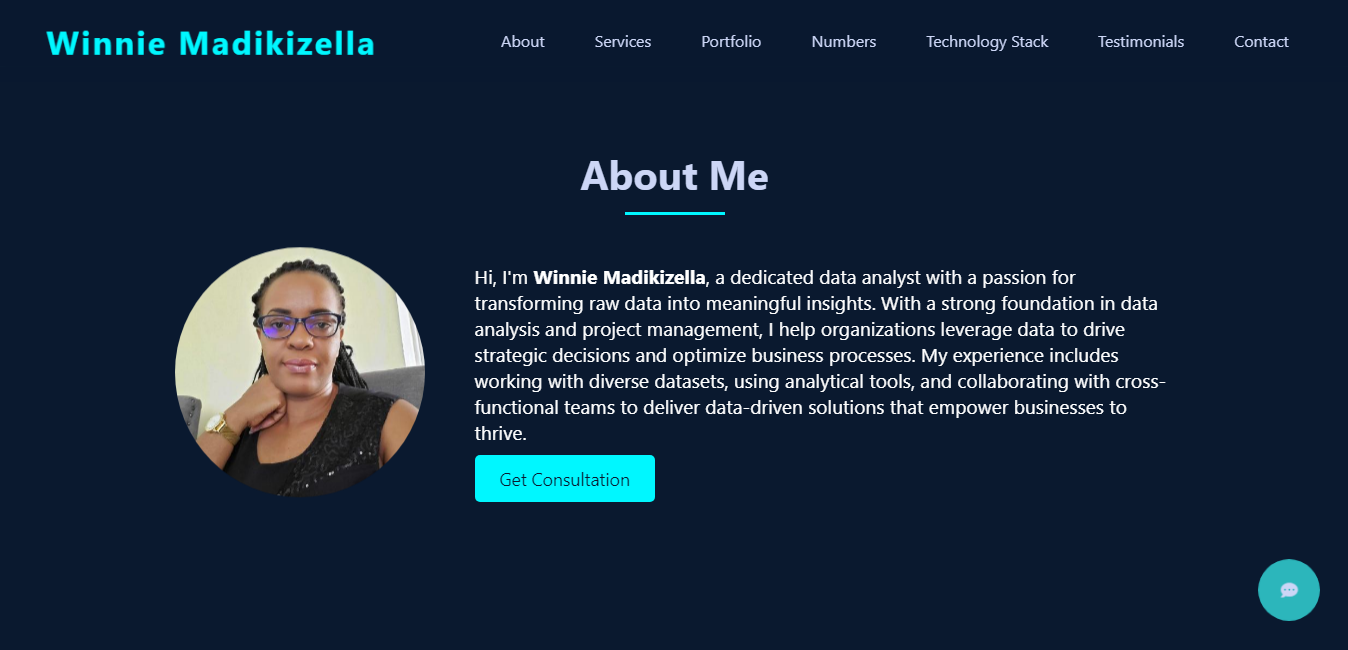 Winnie Madikizella
About
Services
Portfolio
Numbers
Technology Stack
Testimonials
Contact
About Me
Hi, I'm Winnie Madikizella, a dedicated data analyst with a passion for
transforming raw data into meaningful insights. With a strong foundation in data
analysis and project management, I help organizations leverage data to drive
strategic decisions and optimize business processes. My experience includes
working with diverse datasets, using analytical tools, and collaborating with cross-
functional teams to deliver data-driven solutions that empower businesses to
thrive.
Get Consultation